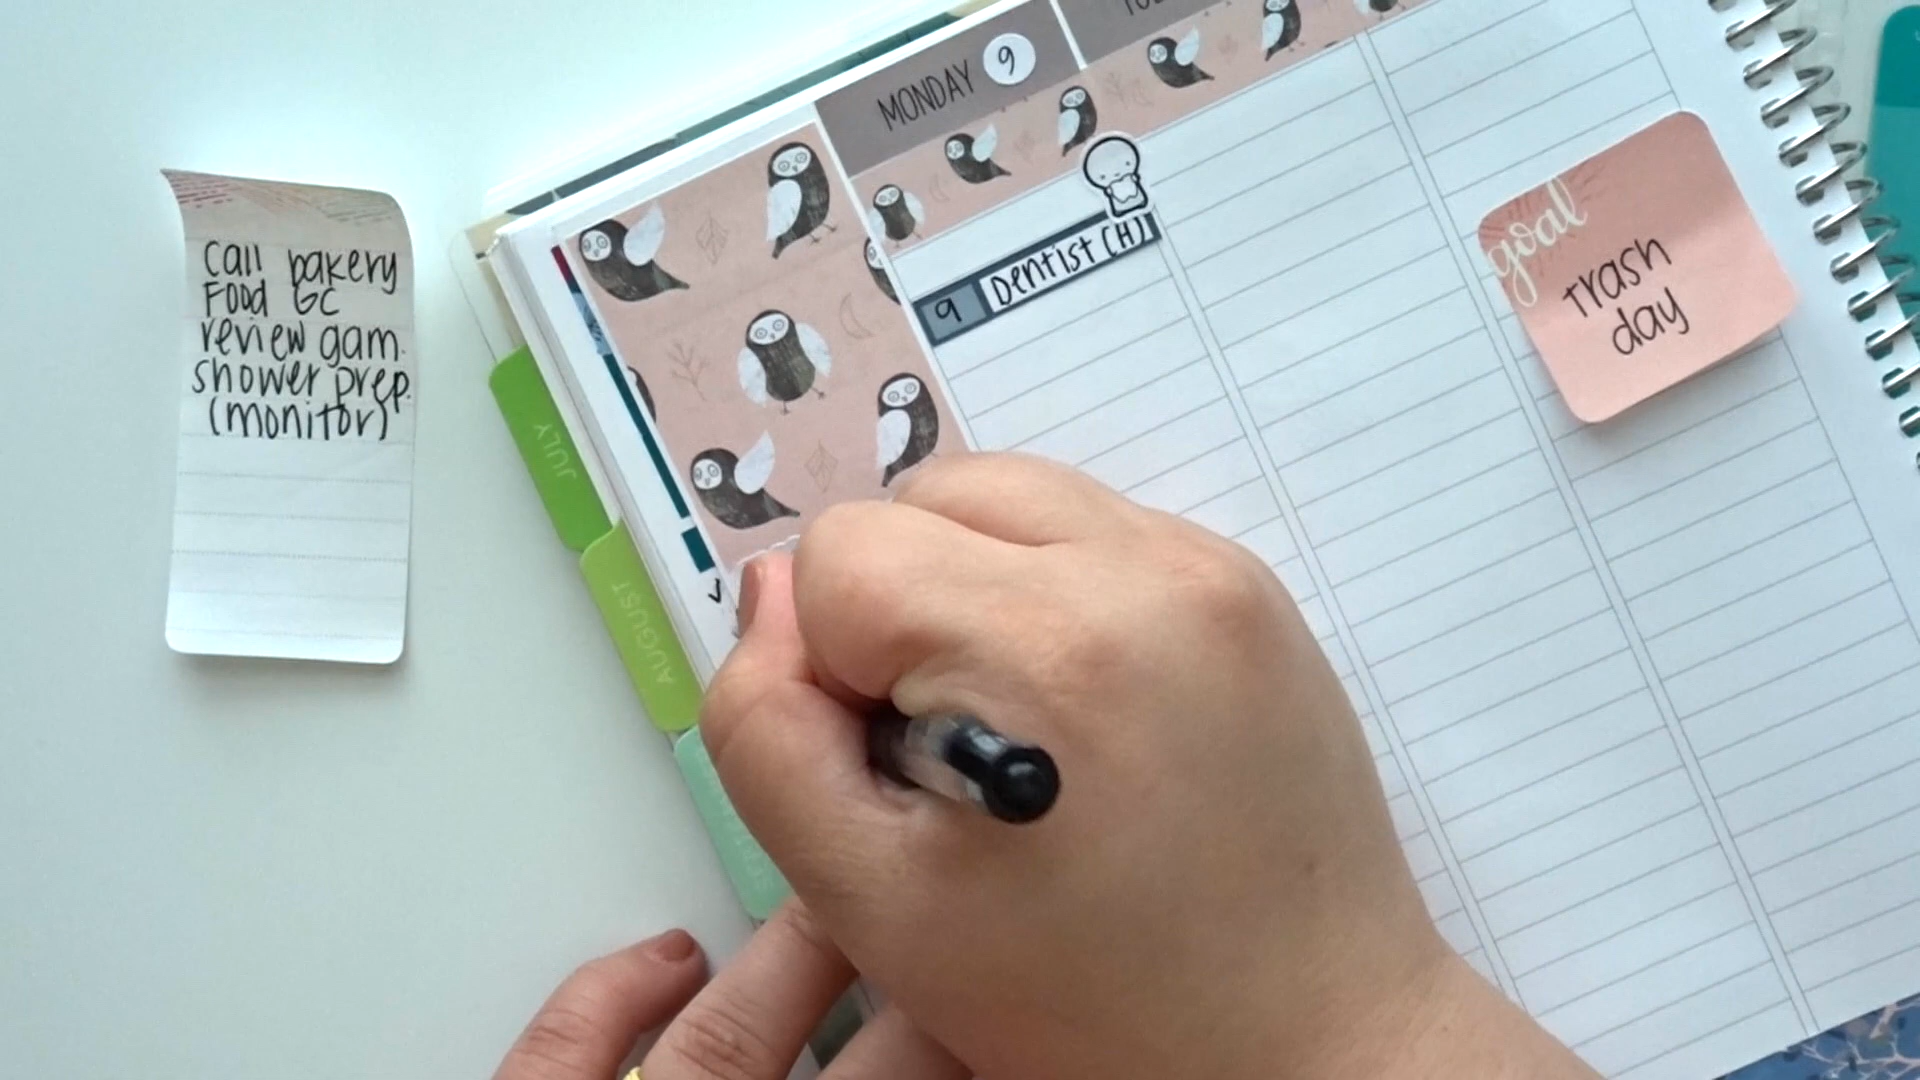 call bakery
Food GC
review gam.
shower prep.
(monitor)
MONDAY 9
9 Dentist (H)
goal
trash
day
JULY
AUGUST